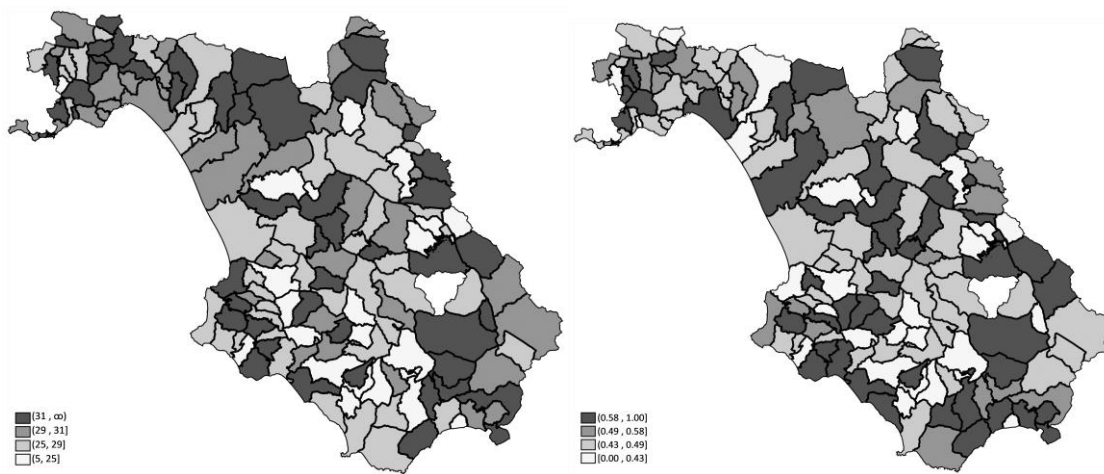 (31 , ∞)
(29 , 31]
(25, 29]
(5, 25]
(0.58 , 1.00]
(0.49 , 0.58]
(0.43 , 0.49]
[0.00 , 0.43]